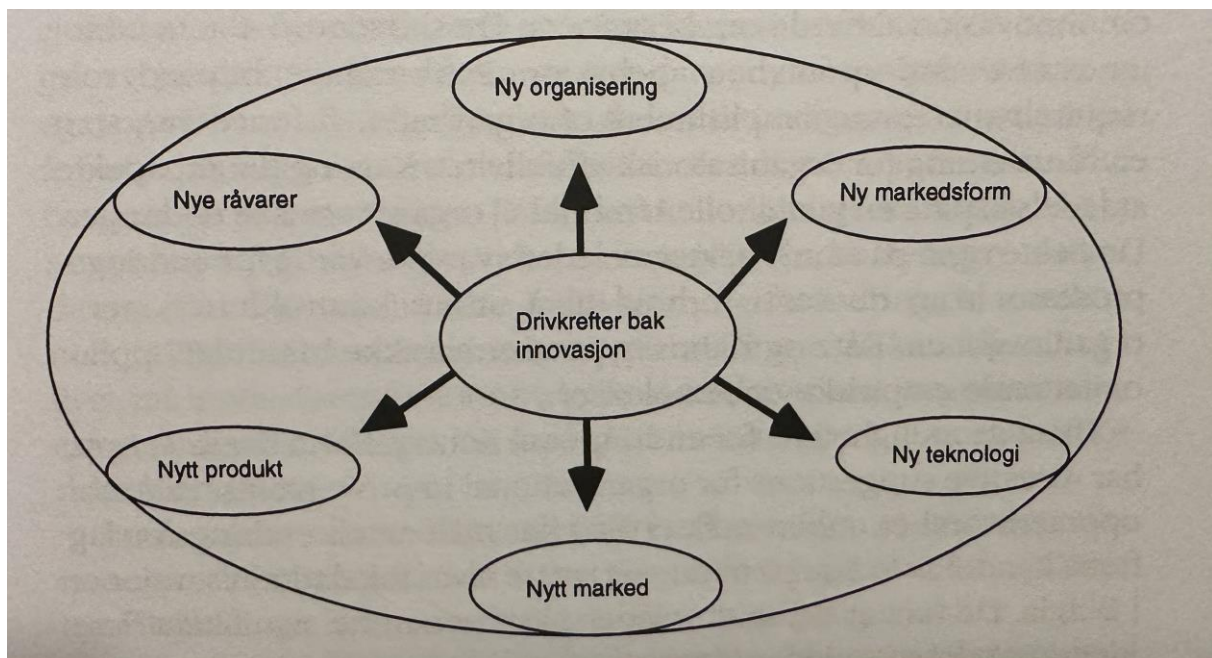 Ny organisering
Nye råvarer
Ny markedsform
Drivkrefter bak
innovasjon
Nytt produkt
Ny teknologi
Nytt marked